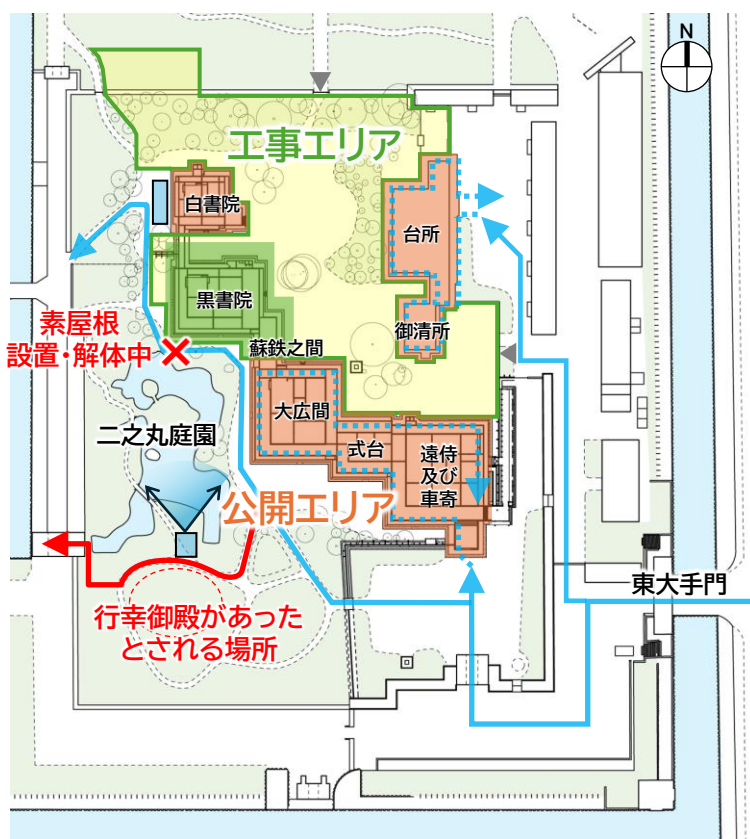 N
工事エリア
白書院
台所
黒書院
御清所
素屋根
設置・解体中
蘇鉄之間
大広間
二之丸庭園
式台
遠侍
及び
車寄
公開エリア
東大手門
行幸御殿があった
とされる場所